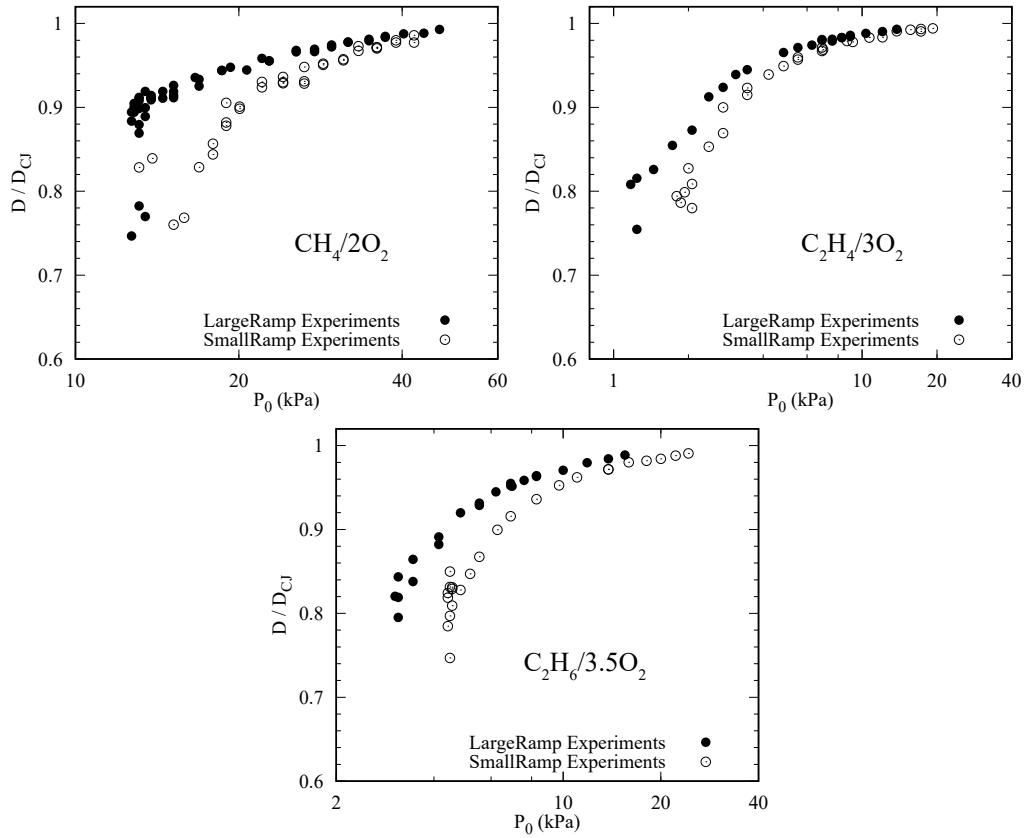 1
0.9
0.8
0.7
0.6
D / D_CJ
CH₄/2O₂
LargeRamp Experiments
SmallRamp Experiments
10
20
40
60
P₀ (kPa)
1
0.9
0.8
0.7
0.6
D / D_CJ
C₂H₄/3O₂
LargeRamp Experiments
SmallRamp Experiments
1
10
20
40
P₀ (kPa)
1
0.9
0.8
0.7
0.6
D / D_CJ
C₂H₆/3.5O₂
LargeRamp Experiments
SmallRamp Experiments
2
10
20
40
P₀ (kPa)